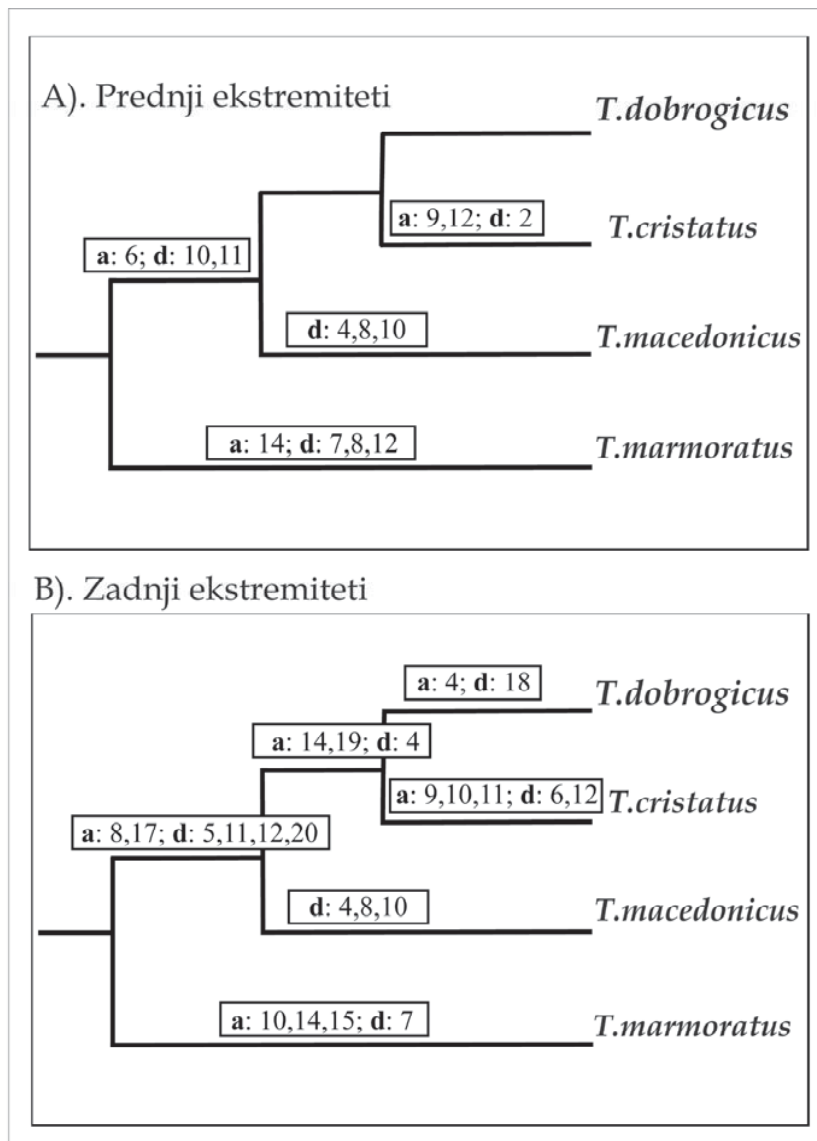 A). Prednji ekstremiteti
T.dobrogicus
a: 9,12; d: 2
T.cristatus
a: 6; d: 10,11
d: 4,8,10
T.macedonicus
a: 14; d: 7,8,12
T.marmoratus
B). Zadnji ekstremiteti
a: 4; d: 18
T.dobrogicus
a: 14,19; d: 4
a: 9,10,11; d: 6,12
T.cristatus
a: 8,17; d: 5,11,12,20
d: 4,8,10
T.macedonicus
a: 10,14,15; d: 7
T.marmoratus